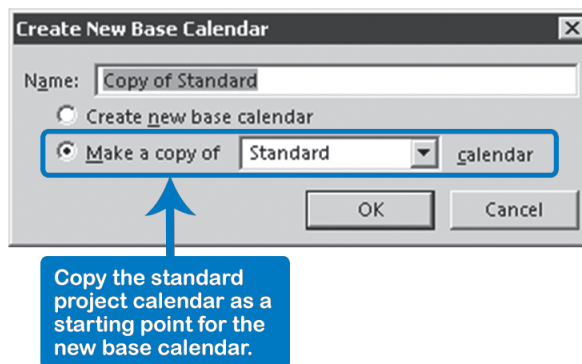 Create New Base Calendar
Name: Copy of Standard
Create new base calendar
Make a copy of Standard calendar
OK Cancel
Copy the standard
project calendar as a
starting point for the
new base calendar.